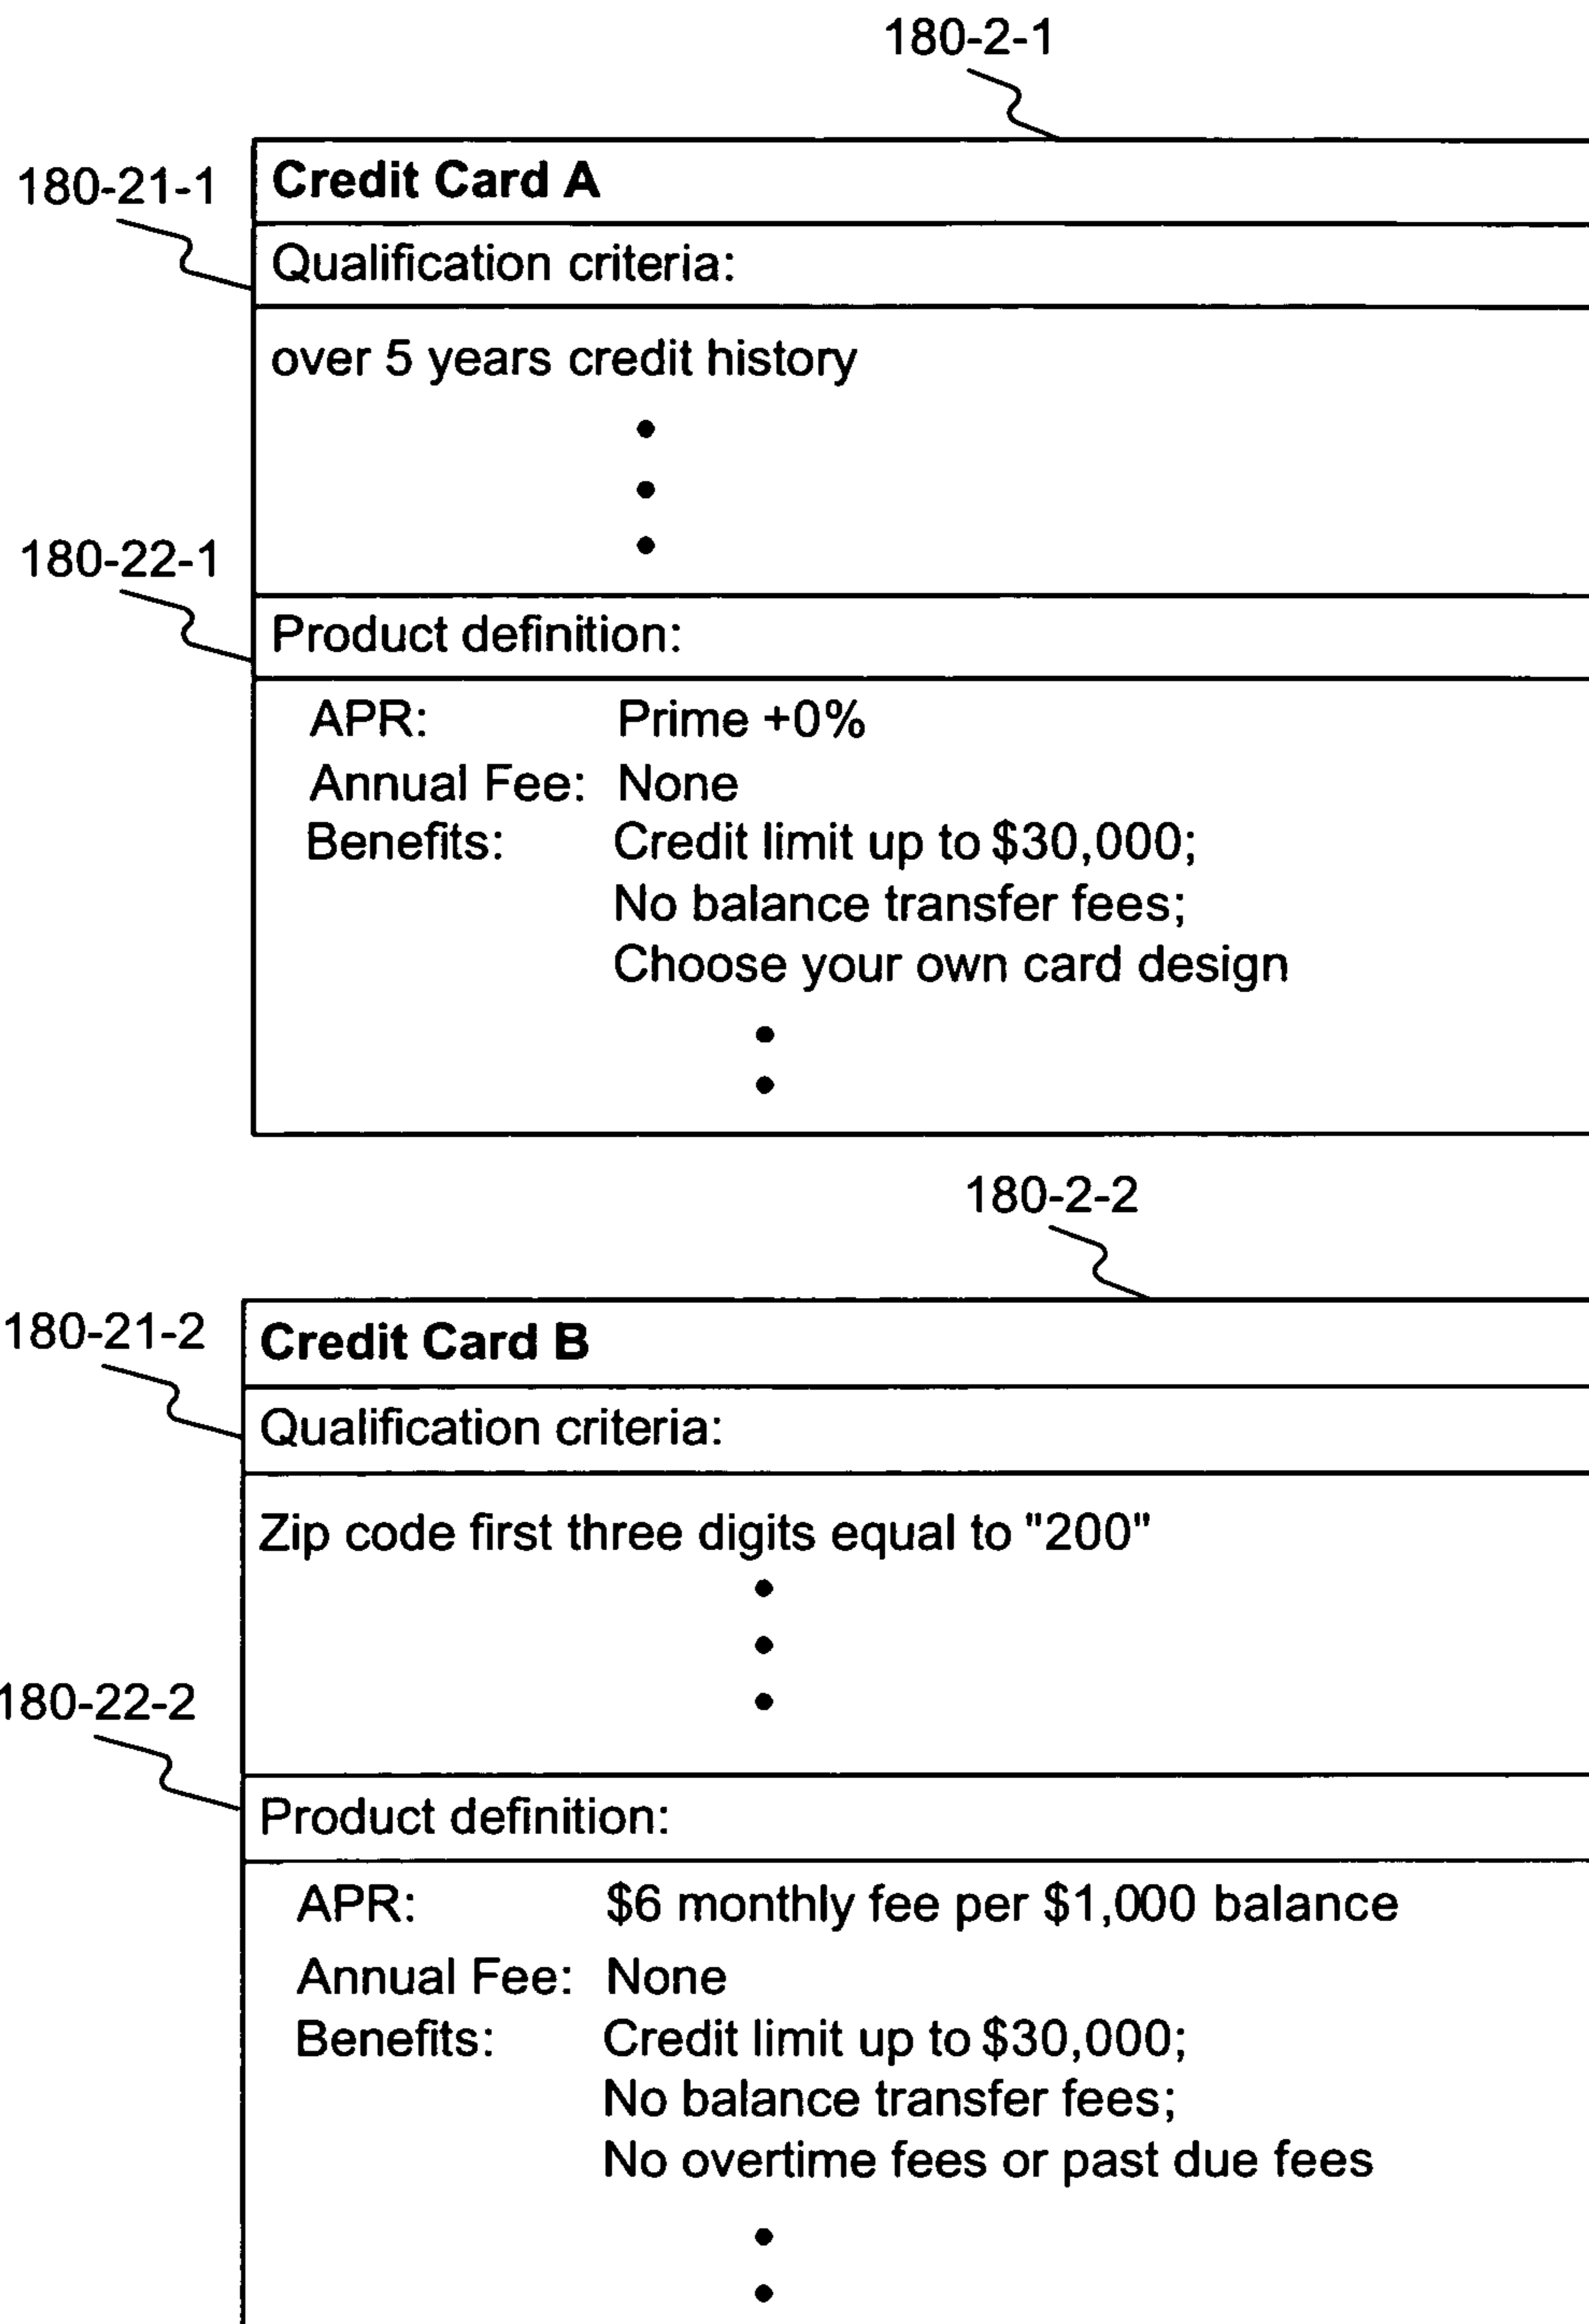 180-2-1
180-21-1
Credit Card A
Qualification criteria:
over 5 years credit history
180-22-1
Product definition:
APR: Prime +0%
Annual Fee: None
Benefits: Credit limit up to $30,000;
No balance transfer fees;
Choose your own card design
180-2-2
180-21-2
Credit Card B
Qualification criteria:
Zip code first three digits equal to "200"
180-22-2
Product definition:
APR: $6 monthly fee per $1,000 balance
Annual Fee: None
Benefits: Credit limit up to $30,000;
No balance transfer fees;
No overtime fees or past due fees